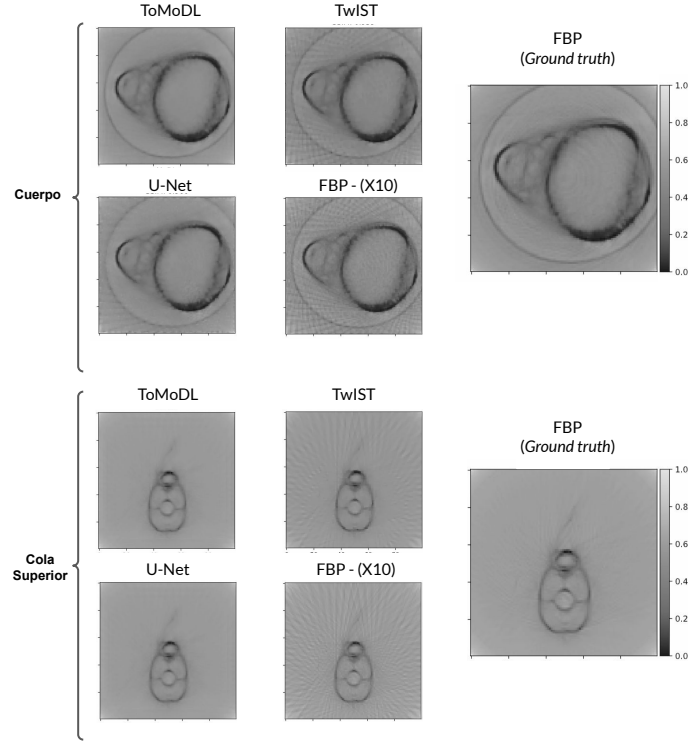 ToMoDL
TwIST
FBP
(Ground truth)
1.0
0.8
0.6
0.4
0.2
0.0
Cuerpo
U-Net
FBP - (X10)
ToMoDL
TwIST
FBP
(Ground truth)
1.0
0.8
0.6
0.4
0.2
0.0
Cola
Superior
U-Net
FBP - (X10)